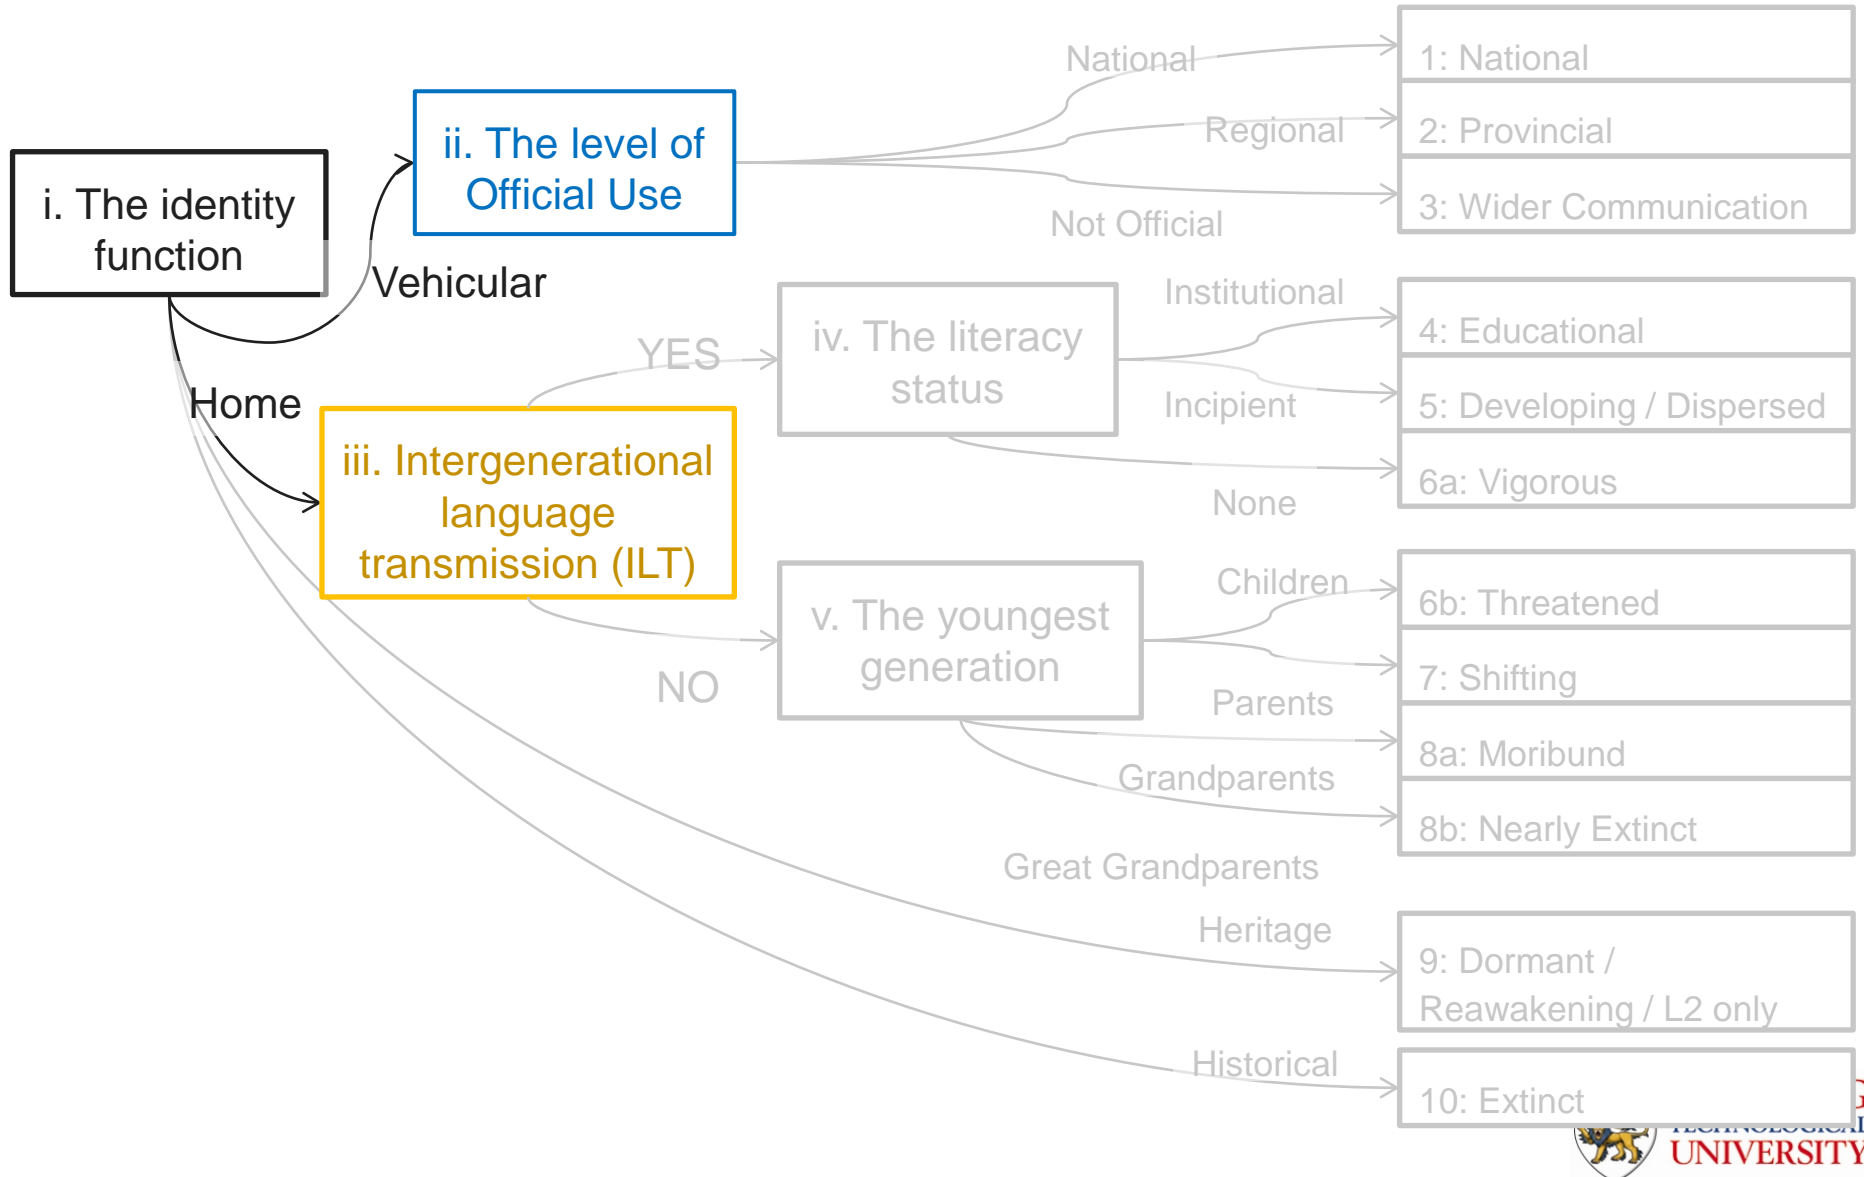 i. The identity
function
Vehicular
Home
ii. The level of
Official Use
National
Regional
Not Official
1: National
2: Provincial
3: Wider Communication
iii. Intergenerational
language
transmission (ILT)
YES
NO
iv. The literacy
status
Institutional
Incipient
None
4: Educational
5: Developing / Dispersed
6a: Vigorous
v. The youngest
generation
Children
Parents
Grandparents
Great Grandparents
6b: Threatened
7: Shifting
8a: Moribund
8b: Nearly Extinct
Heritage
9: Dormant /
Reawakening / L2 only
Historical
10: Extinct
TECHNOLOGICAL
UNIVERSITY